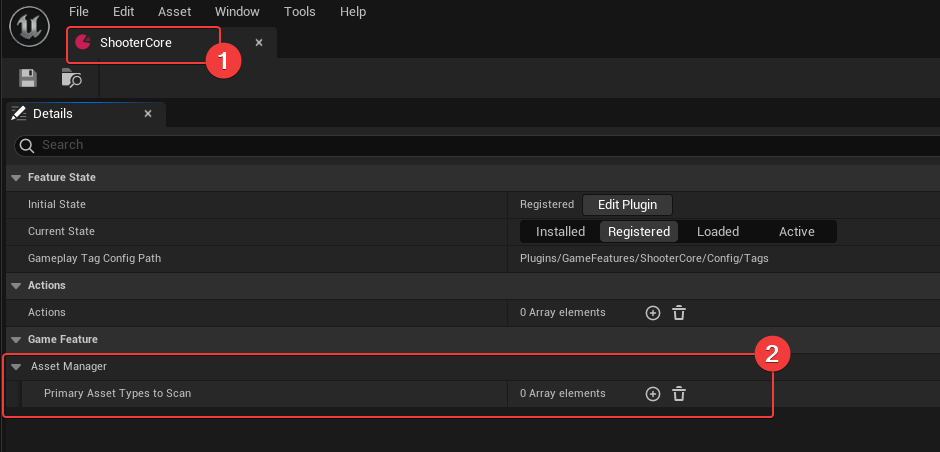 File Edit Asset Window Tools Help
ShooterCore
1
Details
Search
Feature State
Initial State Registered Edit Plugin
Current State Installed Registered Loaded Active
Gameplay Tag Config Path Plugins/GameFeatures/ShooterCore/Config/Tags
Actions
Actions 0 Array elements
Game Feature
2
Asset Manager
Primary Asset Types to Scan 0 Array elements